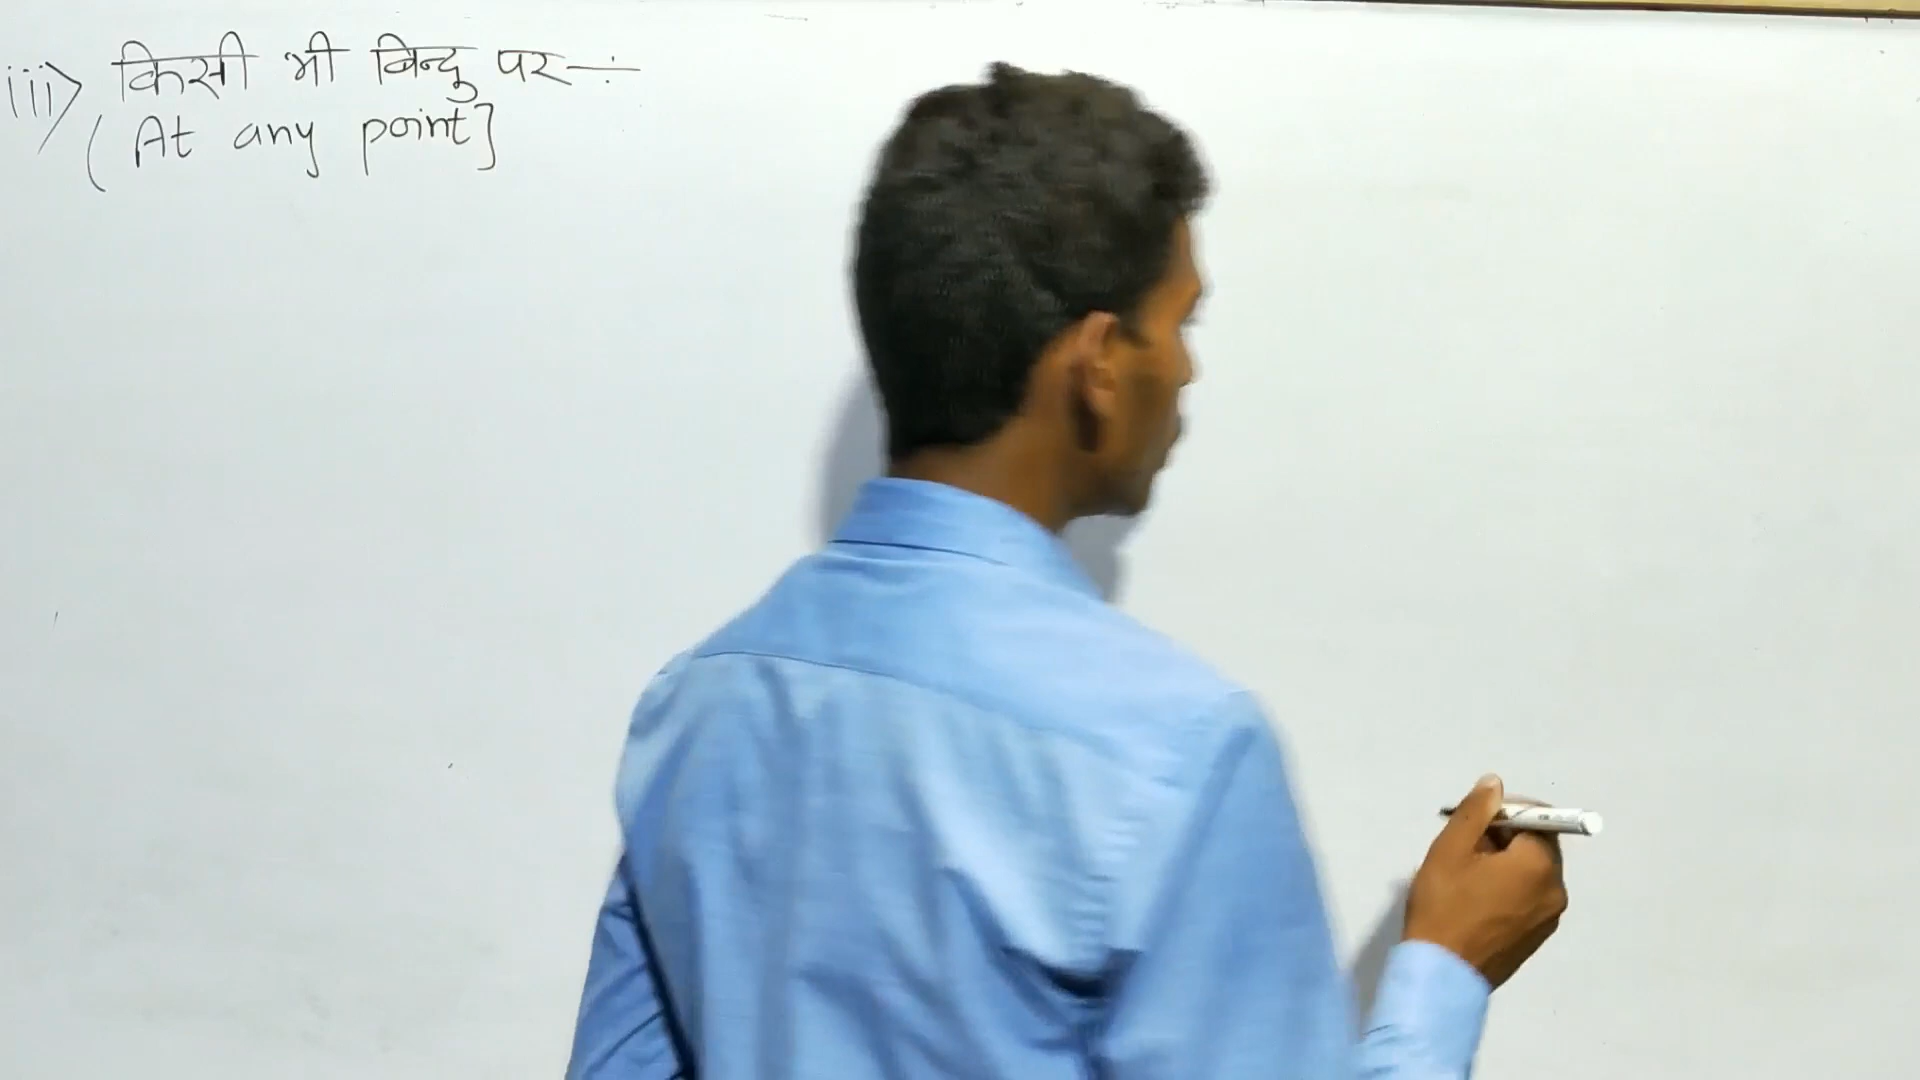 iii> किसी भी बिन्दु पर-÷
(At any point]